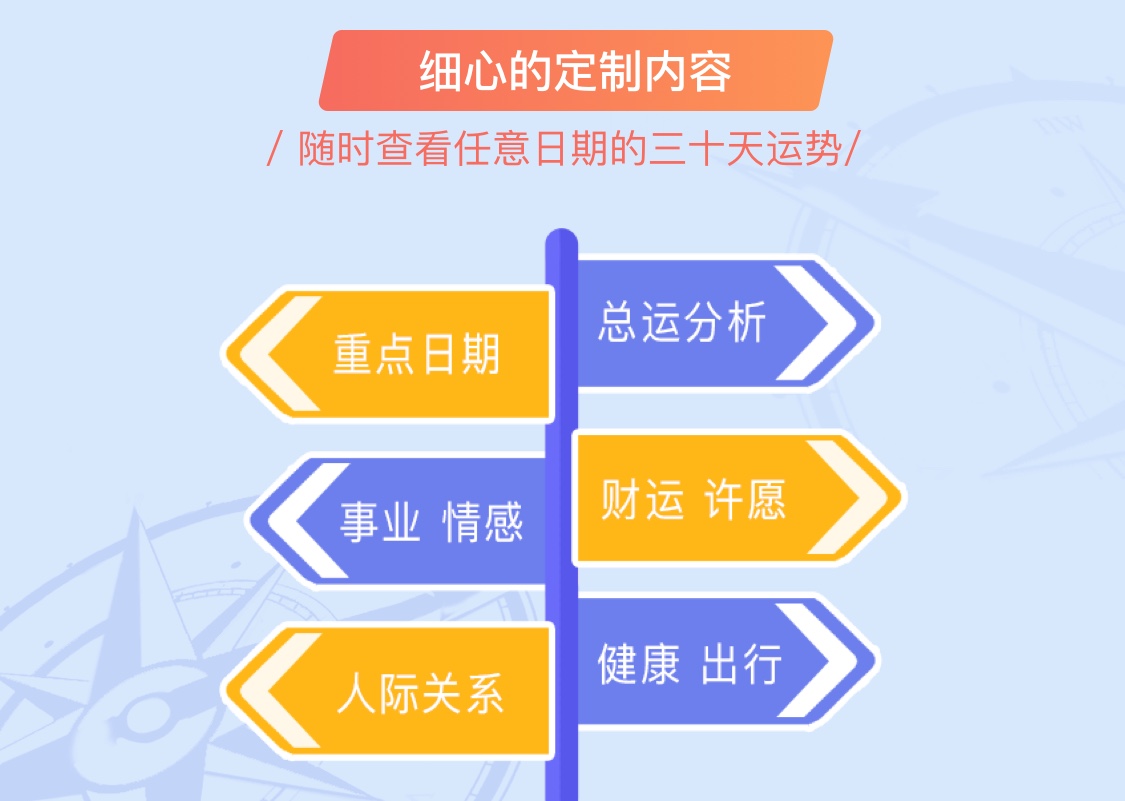 细心的定制内容
/ 随时查看任意日期的三十天运势/
总运分析
重点日期
财运 许愿
事业 情感
健康 出行
人际关系
NW